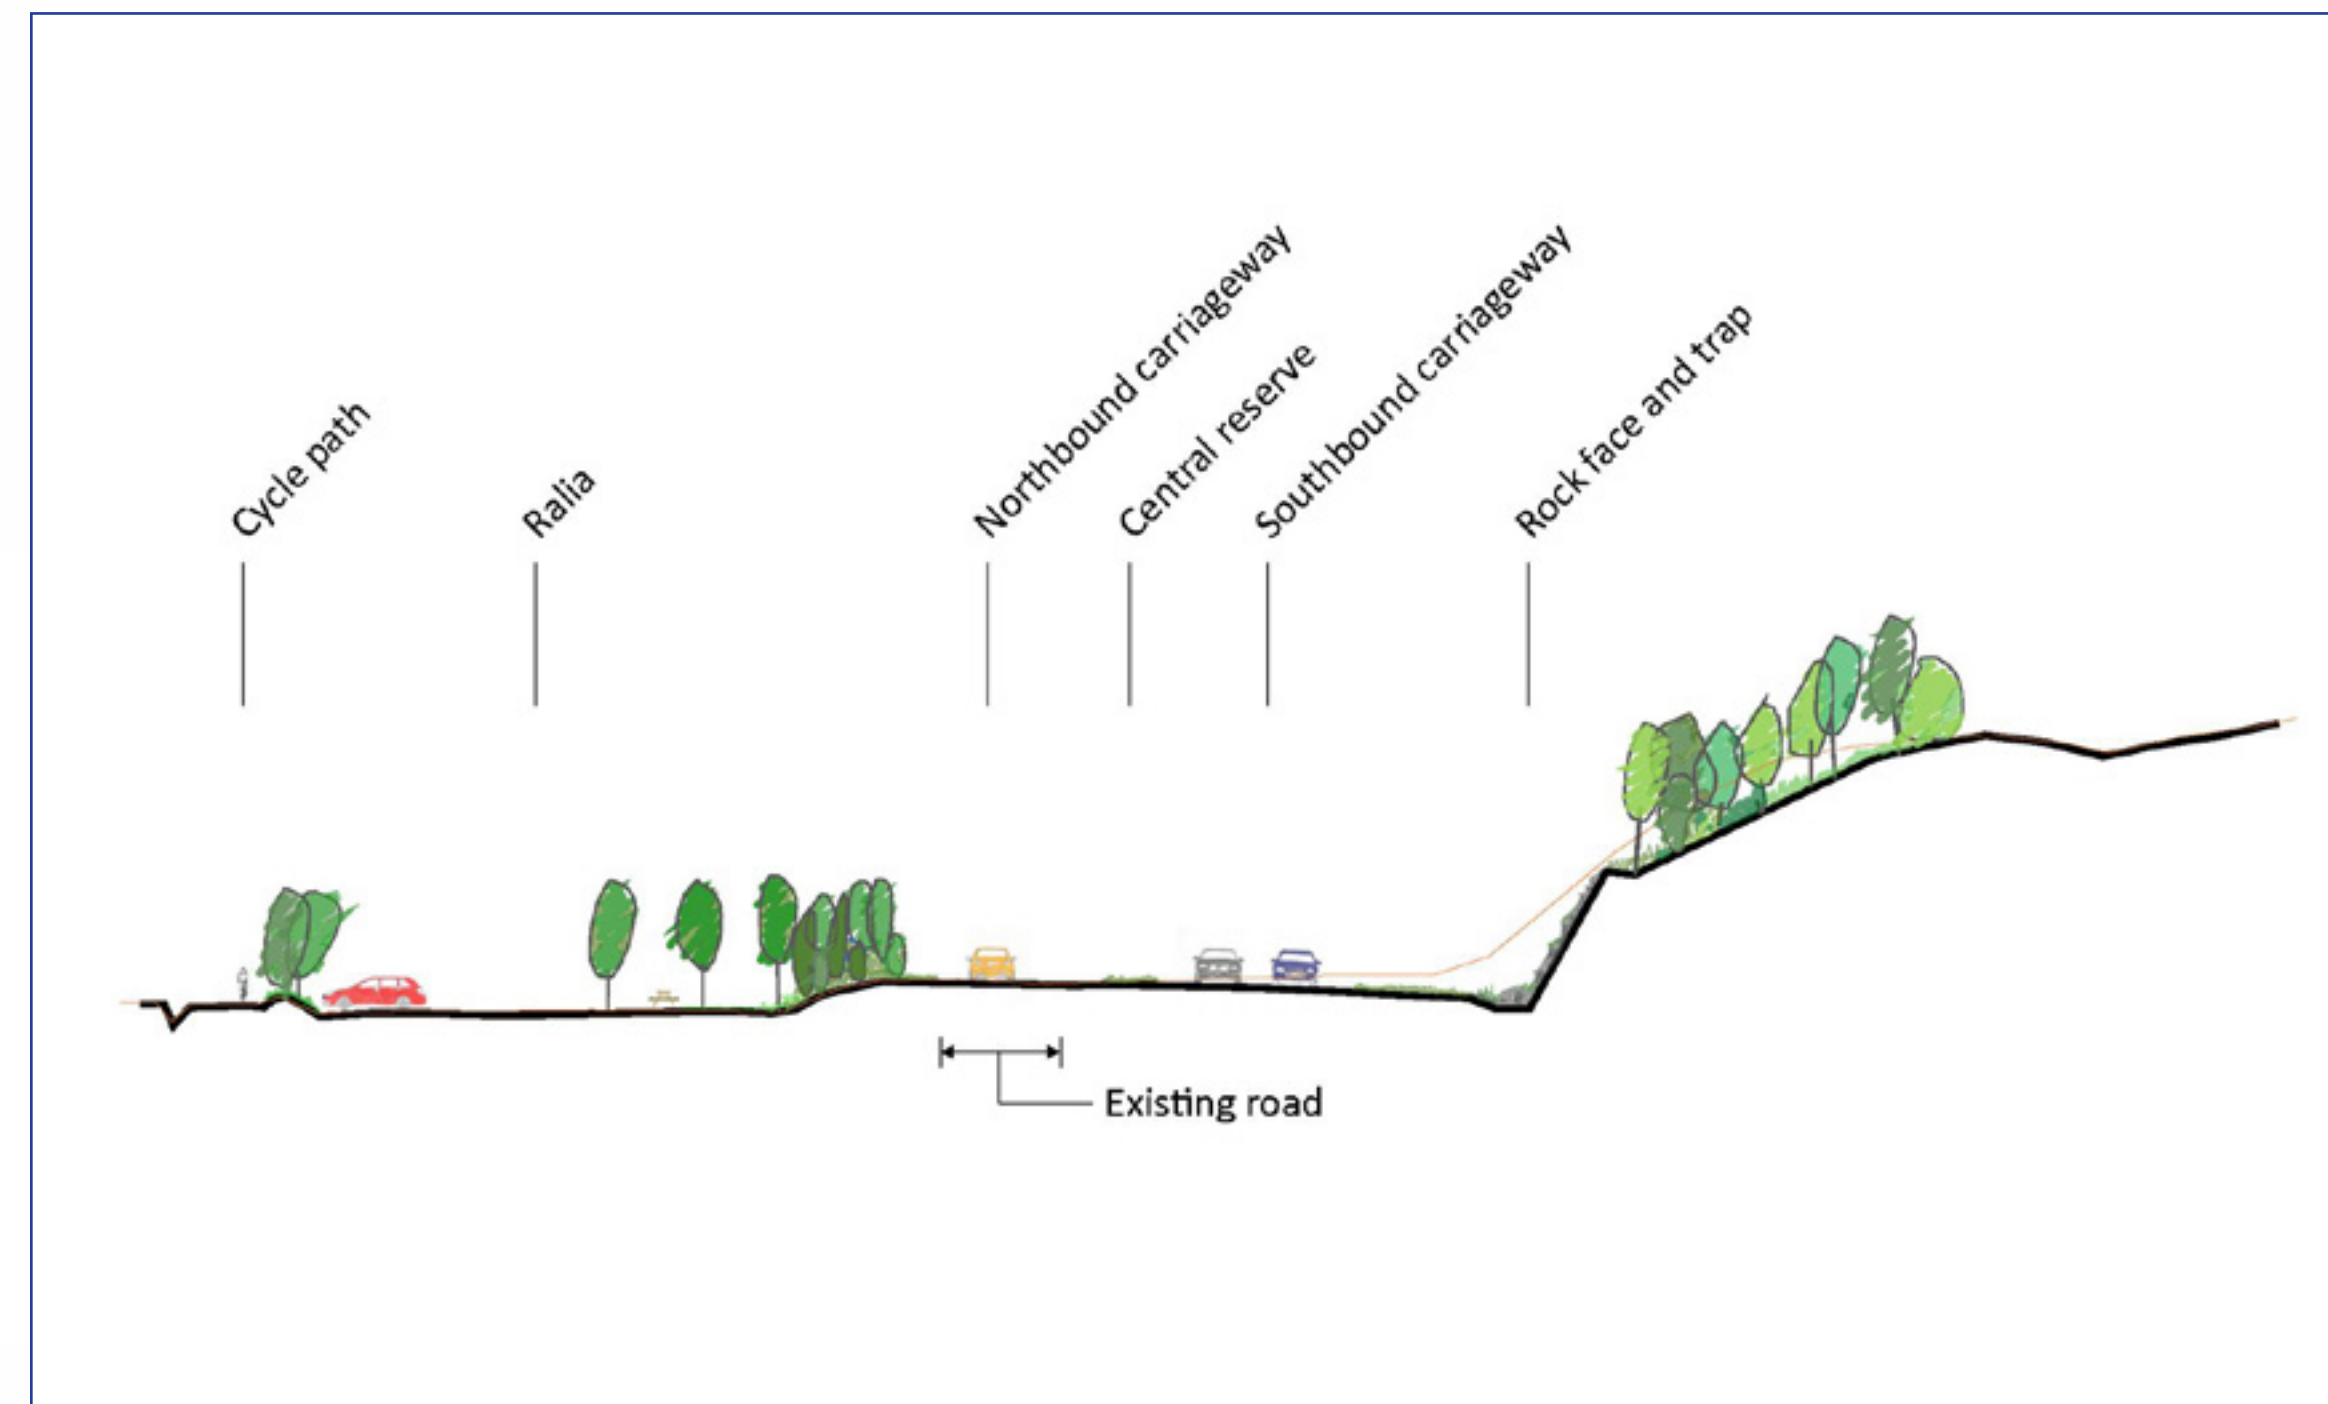 Cycle path
Ralia
Northbound carriageway
Central reserve
Southbound carriageway
Rock face and trap
Existing road